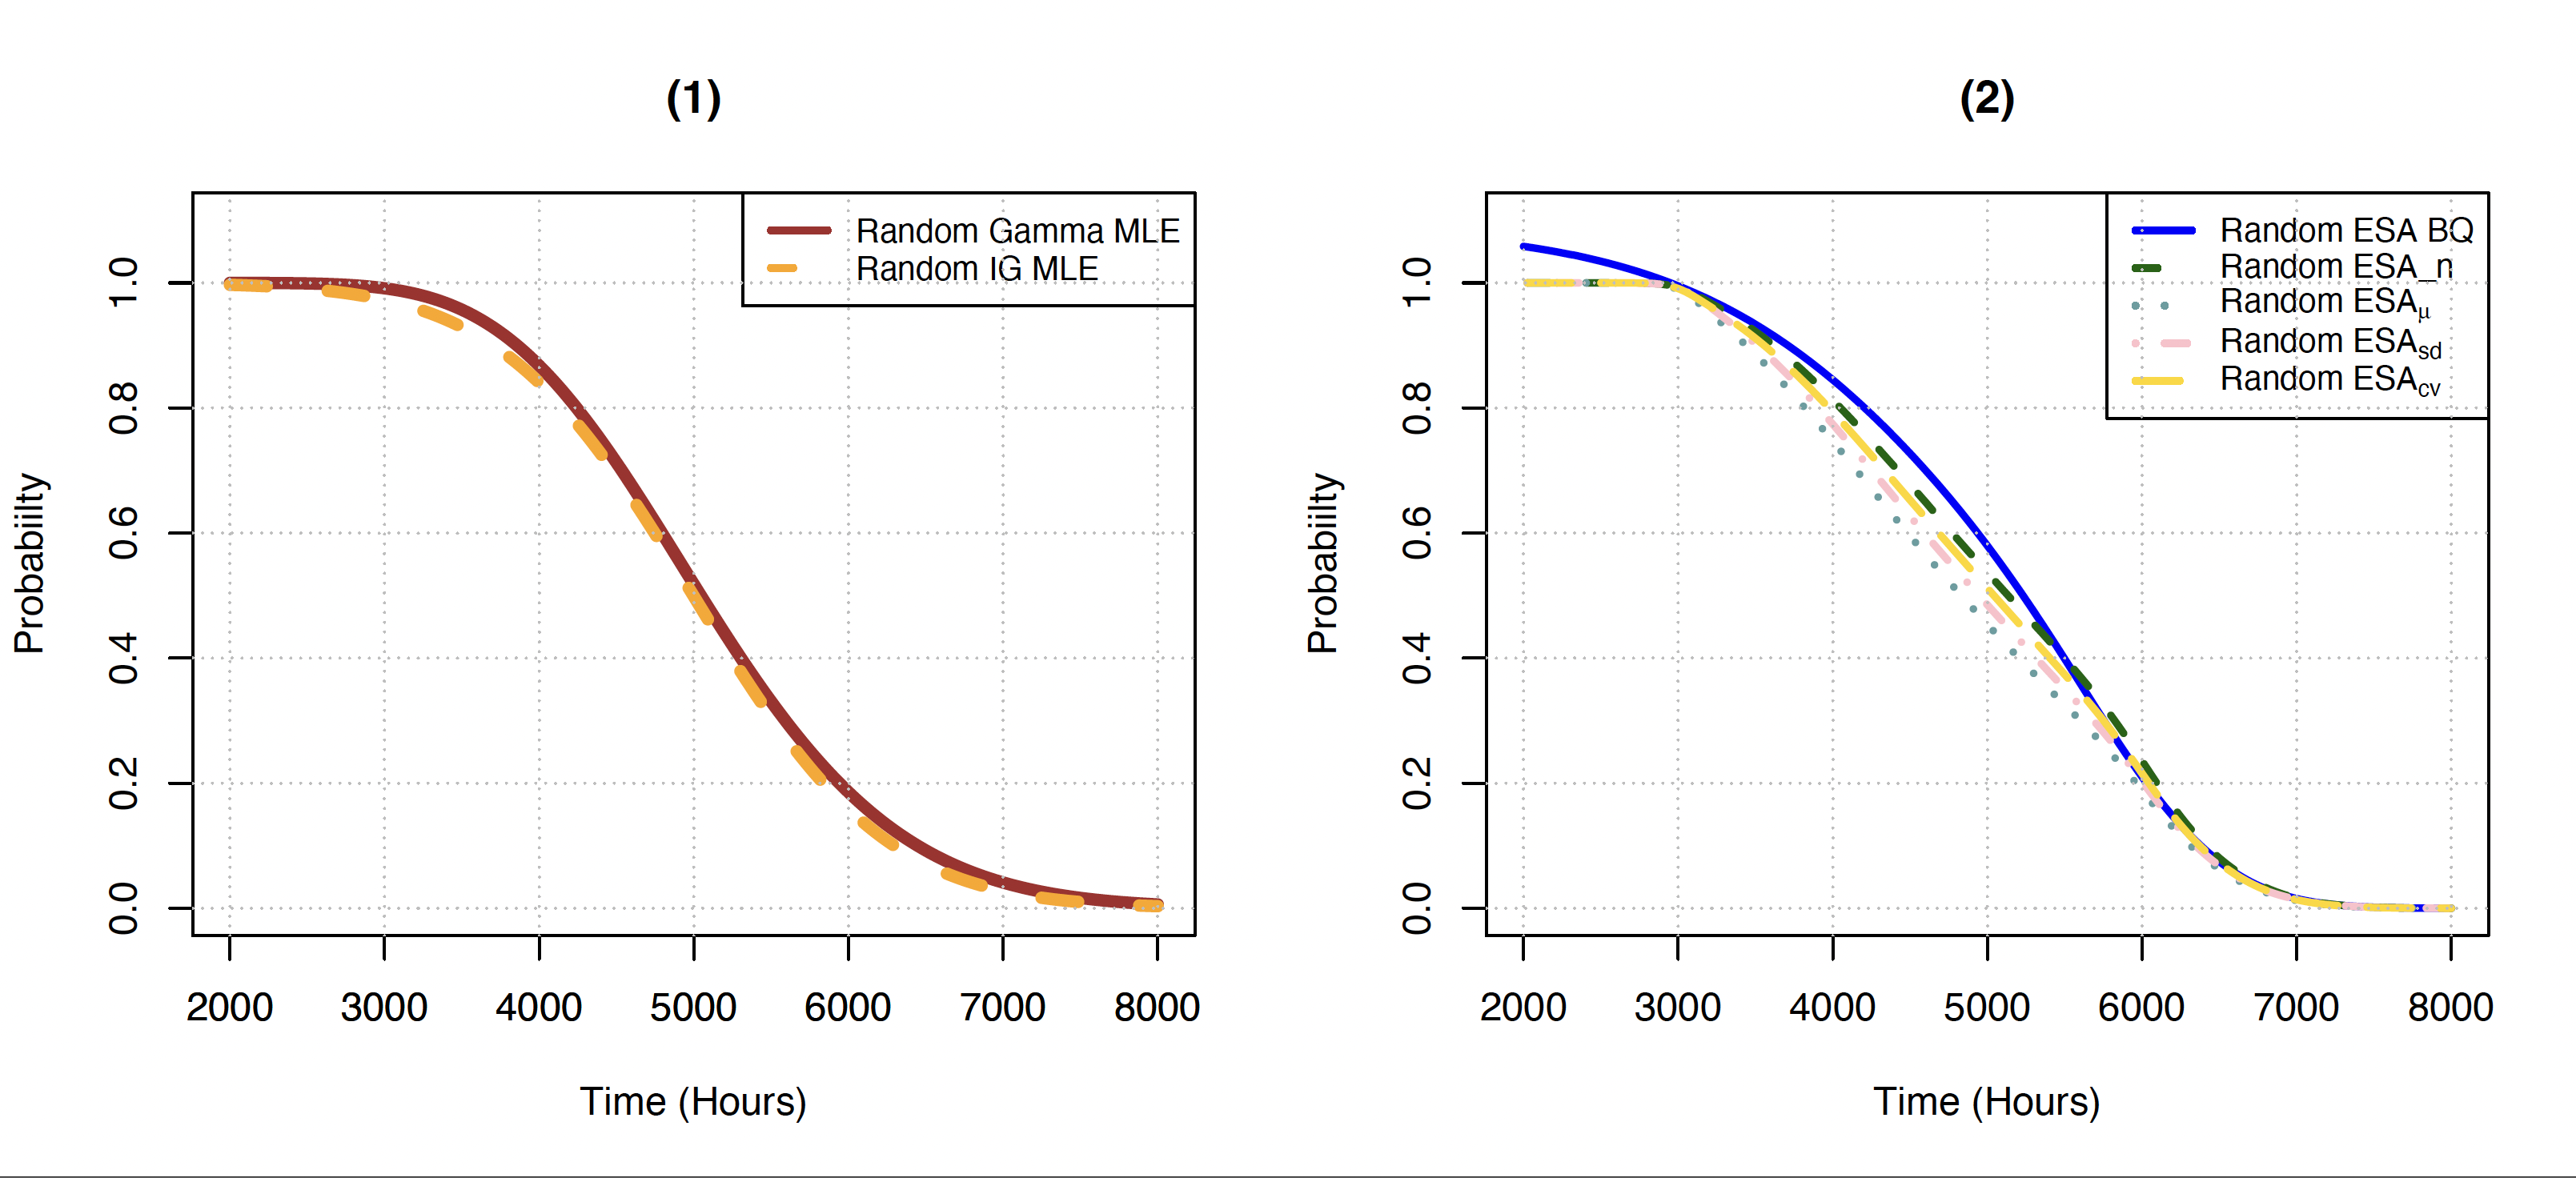 (1)
Random Gamma MLE
Random IG MLE
Probabiilty
1.0
0.8
0.6
0.4
0.2
0.0
2000 3000 4000 5000 6000 7000 8000
Time (Hours)
(2)
Random ESA BQ
Random ESA_n
Random ESAμ
Random ESAsd
Random ESAcv
Probabiilty
1.0
0.8
0.6
0.4
0.2
0.0
2000 3000 4000 5000 6000 7000 8000
Time (Hours)